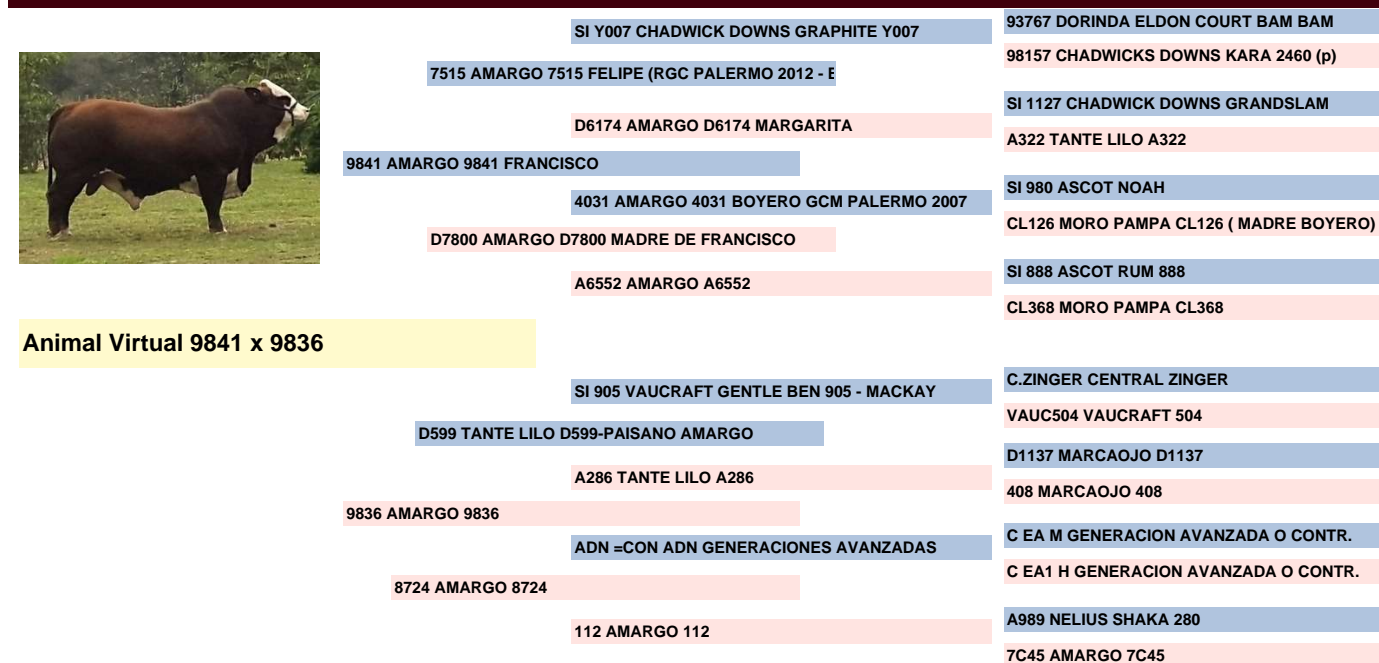 SI Y007 CHADWICK DOWNS GRAPHITE Y007
93767 DORINDA ELDON COURT BAM BAM
98157 CHADWICKS DOWNS KARA 2460 (p)
7515 AMARGO 7515 FELIPE (RGC PALERMO 2012 -
SI 1127 CHADWICK DOWNS GRANDSLAM
D6174 AMARGO D6174 MARGARITA
A322 TANTE LILO A322
9841 AMARGO 9841 FRANCISCO
SI 980 ASCOT NOAH
4031 AMARGO 4031 BOYERO GCM PALERMO 2007
CL126 MORO PAMPA CL126 ( MADRE BOYERO)
D7800 AMARGO D7800 MADRE DE FRANCISCO
SI 888 ASCOT RUM 888
A6552 AMARGO A6552
CL368 MORO PAMPA CL368
Animal Virtual 9841 x 9836
C.ZINGER CENTRAL ZINGER
SI 905 VAUCRAFT GENTLE BEN 905 - MACKAY
VAUC504 VAUCRAFT 504
D599 TANTE LILO D599-PAISANO AMARGO
D1137 MARCAOJO D1137
A286 TANTE LILO A286
408 MARCAOJO 408
9836 AMARGO 9836
C EA M GENERACION AVANZADA O CONTR.
ADN =CON ADN GENERACIONES AVANZADAS
C EA1 H GENERACION AVANZADA O CONTR.
8724 AMARGO 8724
A989 NELIUS SHAKA 280
112 AMARGO 112
7C45 AMARGO 7C45